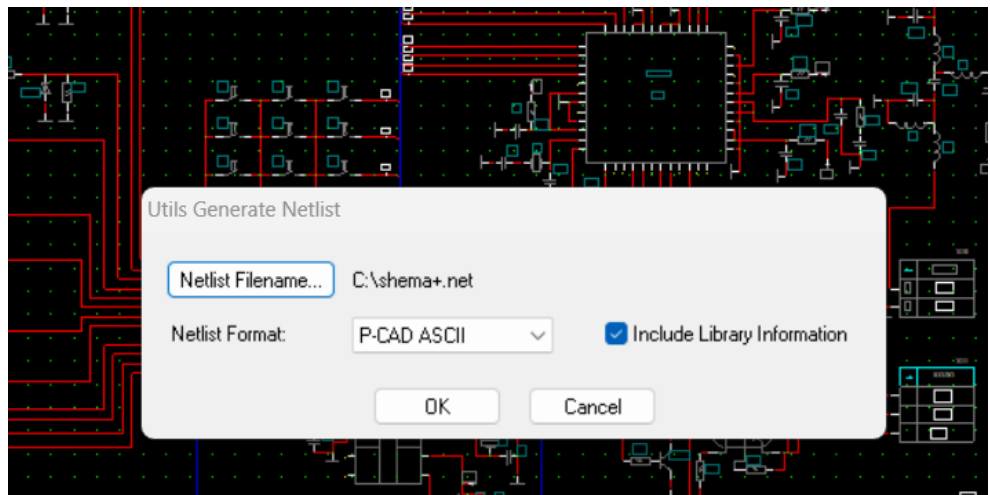 Utils Generate Netlist
Netlist Filename... C:\shema+.net
Netlist Format: P-CAD ASCII Include Library Information
OK Cancel